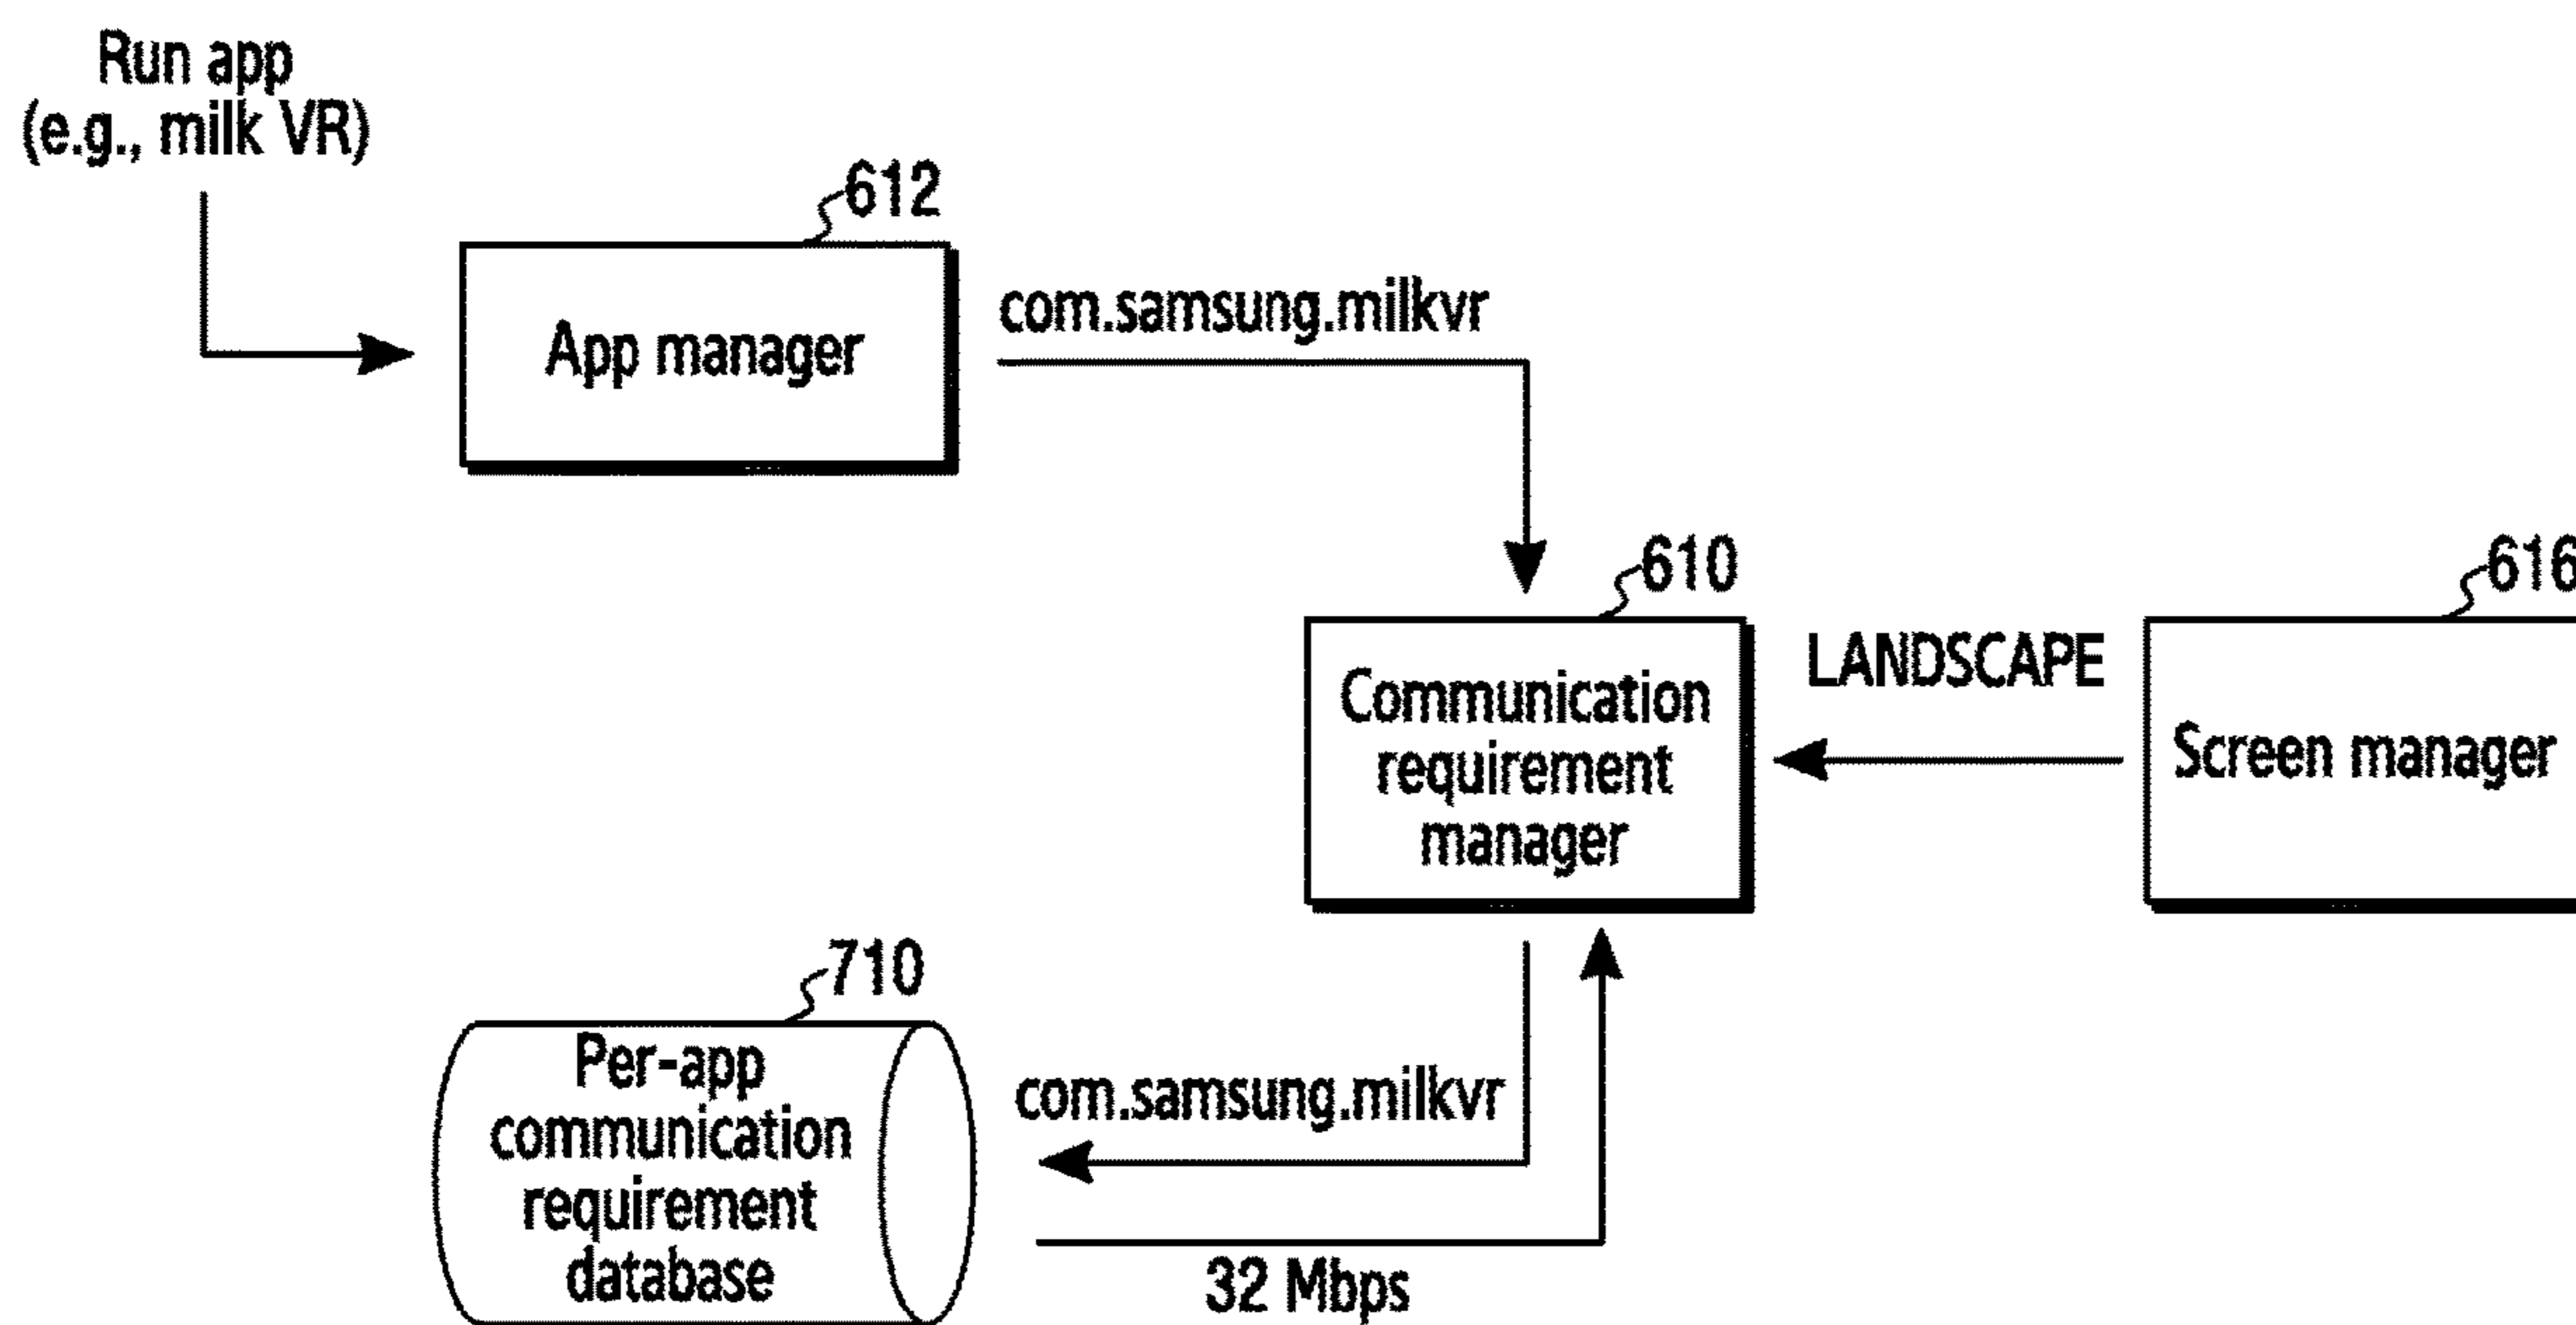 Run app
(e.g., milk VR)
612
App manager
com.samsung.milkvr
610
616
Communication
requirement
manager
LANDSCAPE
Screen manager
710
Per-app
communication
requirement
database
com.samsung.milkvr
32 Mbps